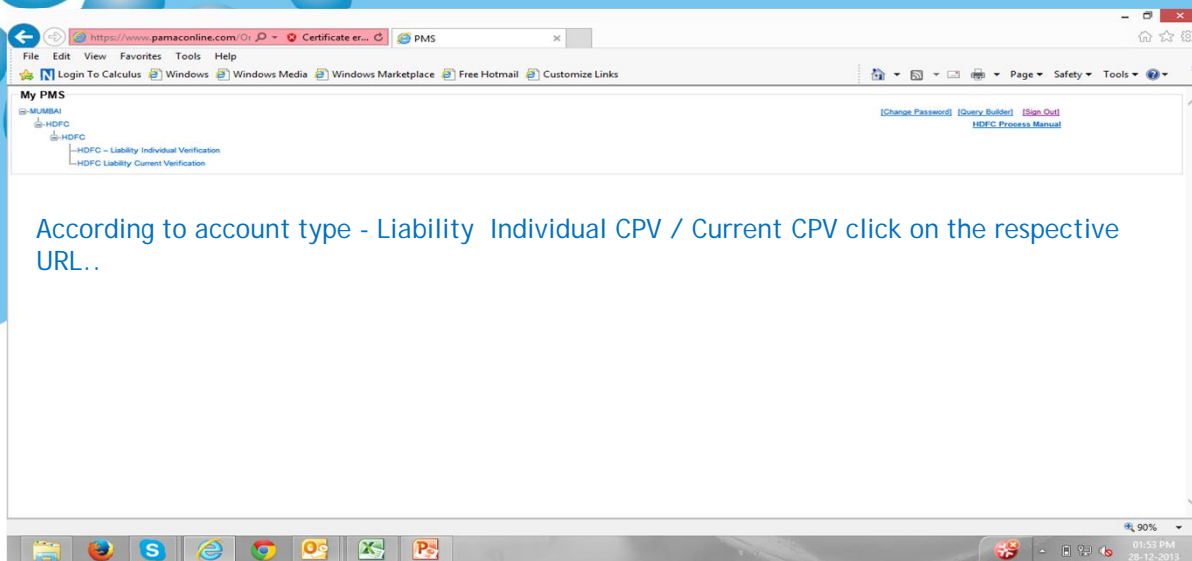 https://www.pamaconline.com/Or
Certificate er...
PMS
File Edit View Favorites Tools Help
Login To Calculus Windows Windows Media Windows Marketplace Free Hotmail Customize Links
Page Safety Tools
My PMS
MUMBAI
[Change Password] [Query Builder] [Sign Out]
HDFC
HDFC Process Manual
HDFC
HDFC – Liability Individual Verification
HDFC Liability Current Verification
According to account type - Liability Individual CPV / Current CPV click on the respective
URL..
90%
01:53 PM
28-12-2013